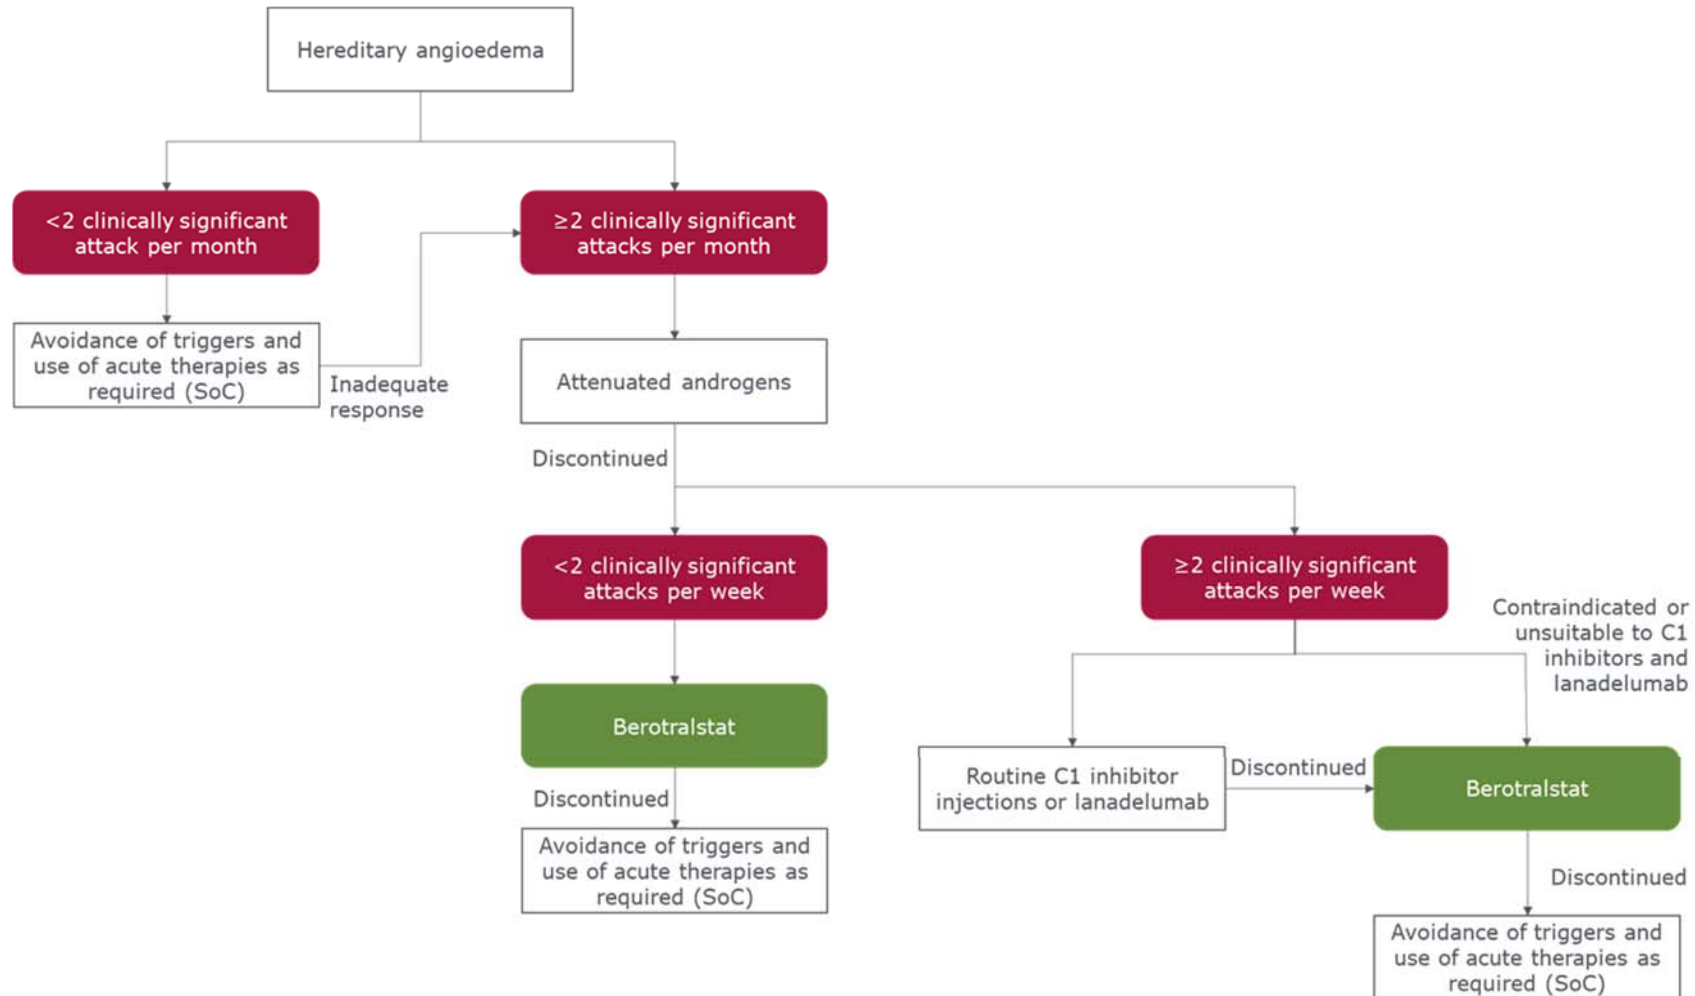 Hereditary angioedema
<2 clinically significant
attack per month
≥2 clinically significant
attacks per month
Avoidance of triggers and
use of acute therapies as
required (SoC)
Inadequate
response
Attenuated androgens
Discontinued
<2 clinically significant
attacks per week
≥2 clinically significant
attacks per week
Contraindicated or
unsuitable to C1
inhibitors and
lanadelumab
Berotralstat
Discontinued
Avoidance of triggers and
use of acute therapies as
required (SoC)
Routine C1 inhibitor
injections or lanadelumab
Discontinued
Berotralstat
Discontinued
Avoidance of triggers and
use of acute therapies as
required (SoC)